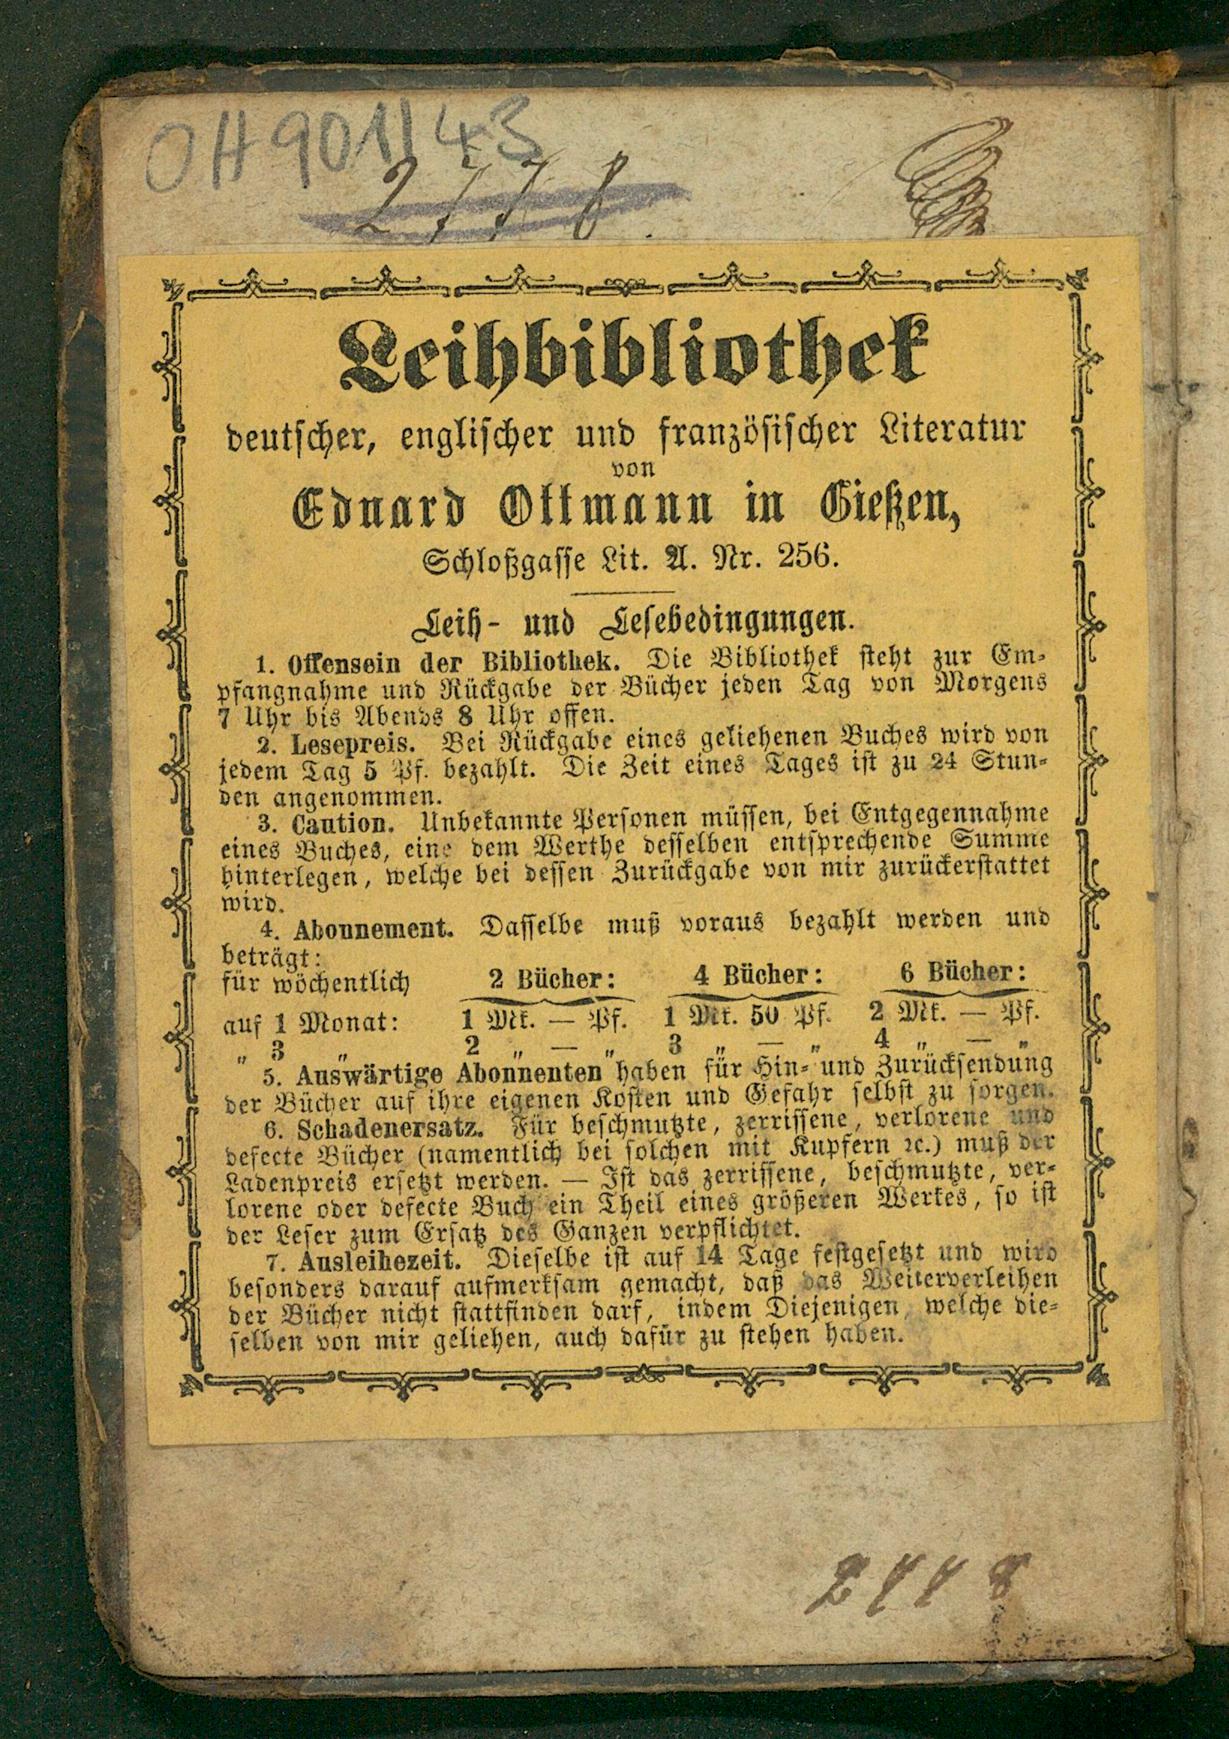 OH 901/43
2778.
Leihbibliothek
deutscher, englischer und französischer Literatur
von
Eduard Ottmann in Gießen,
Schloßgasse Lit. A. Nr. 256.
Leih- und Lesebedingungen.
1. Offensein der Bibliothek. Die Bibliothek steht zur Em-
pfangnahme und Rückgabe der Bücher jeden Tag von Morgens
7 Uhr bis Abends 8 Uhr offen.
2. Lesepreis. Bei Rückgabe eines geliehenen Buches wird von
jedem Tag 5 Pf. bezahlt. Die Zeit eines Tages ist zu 24 Stun-
den angenommen.
3. Caution. Unbekannte Personen müssen, bei Entgegennahme
eines Buches, eine dem Werthe desselben entsprechende Summe
hinterlegen, welche bei dessen Zurückgabe von mir zurückerstattet
wird.
4. Abonnement. Dasselbe muß voraus bezahlt werden und
beträgt:
für wöchentlich 2 Bücher: 4 Bücher: 6 Bücher:
auf 1 Monat: 1 Mk. — Pf. 1 Mk. 50 Pf. 2 Mk. — Pf.
„ 3 „ 2 „ — „ 3 „ — „ 4 „ — „
5. Auswärtige Abonnenten haben für Hin- und Zurücksendung
der Bücher auf ihre eigenen Kosten und Gefahr selbst zu sorgen.
6. Schadenersatz. Für beschmutzte, zerrissene, verlorene und
defecte Bücher (namentlich bei solchen mit Kupfern ꝛc.) muß der
Ladenpreis ersetzt werden. — Ist das zerrissene, beschmutzte, ver-
lorene oder defecte Buch ein Theil eines größeren Werkes, so ist
der Leser zum Ersatz des Ganzen verpflichtet.
7. Ausleihezeit. Dieselbe ist auf 14 Tage festgesetzt und wird
besonders darauf aufmerksam gemacht, daß das Weiterverleihen
der Bücher nicht stattfinden darf, indem Diejenigen, welche die-
selben von mir geliehen, auch dafür zu stehen haben.